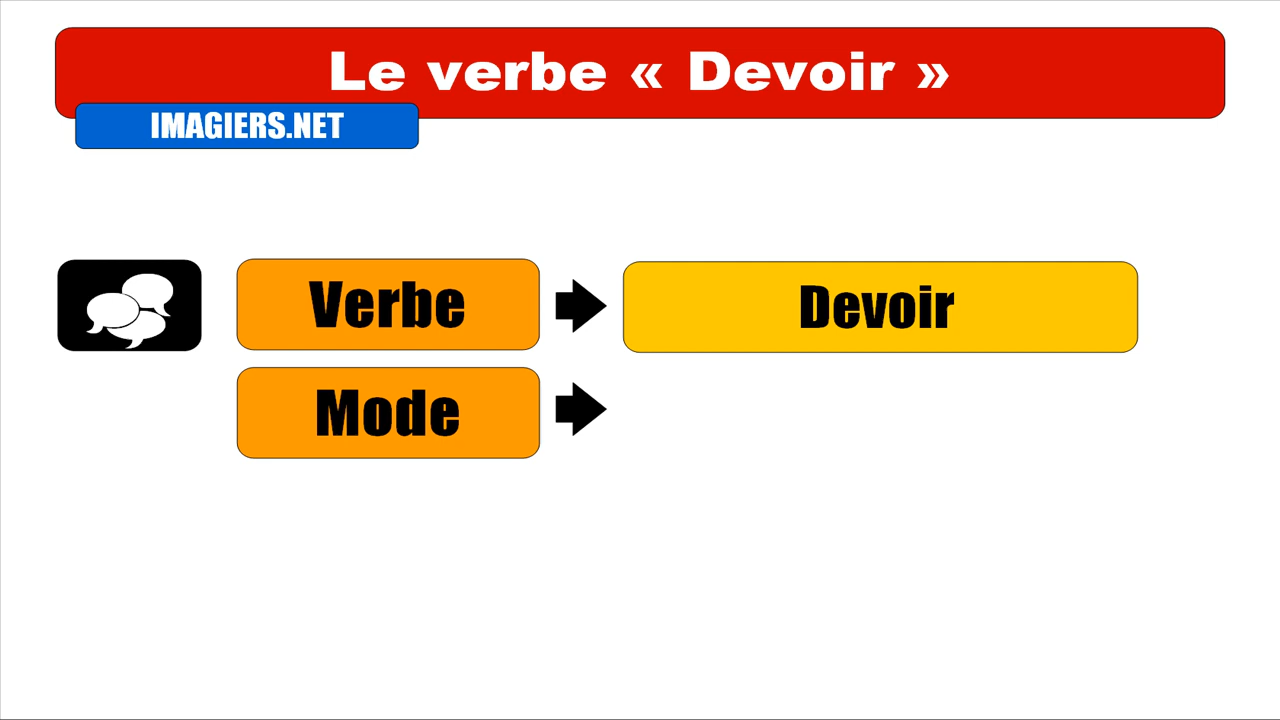 Le verbe « Devoir »
IMAGIERS.NET
Verbe
Devoir
Mode